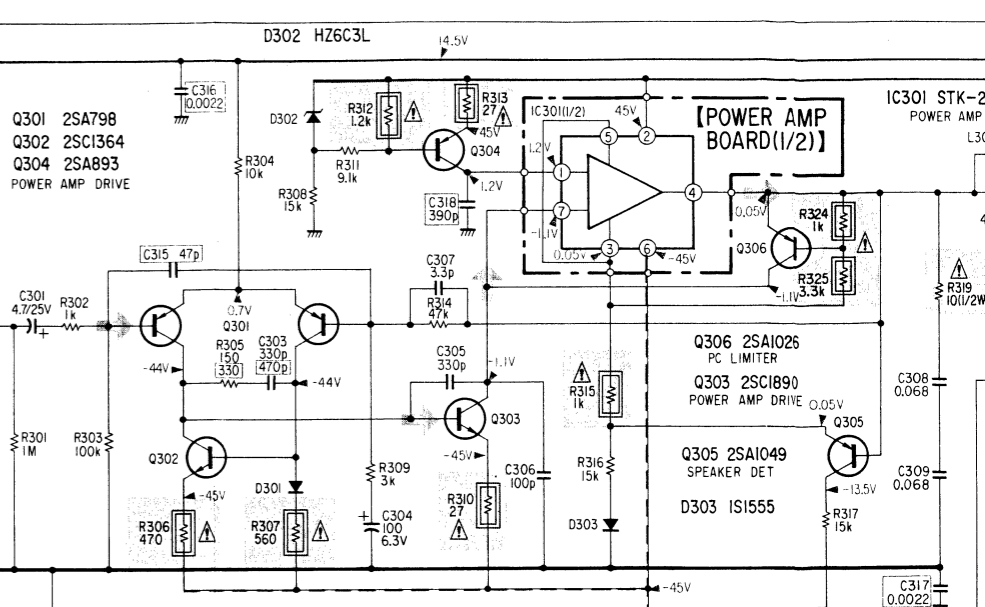 D302 HZ6C3L
14.5V
C316
0.0022
Q301 2SA798
Q302 2SC1364
Q304 2SA893
POWER AMP DRIVE
R304
10k
D302
R312
1.2k
R313
27
-45V
Q304
R311
9.1k
R308
15k
1.2V
C318
390p
IC301(1/2)
45V
【POWER AMP
BOARD(1/2)】
IC301 STK-2
POWER AMP
L30
1.2V
1
5
2
7
4
3
6
-1.1V
0.05V
-45V
0.05V
R324
1k
Q306
R325
3.3k
-1.1V
R319
10(1/2W
C315 47p
C307
3.3p
R314
47k
C301
4.7/25V
R302
1k
0.7V
Q301
R305
150
330
C303
330p
470p
-44V
-44V
C305
330p
-1.1V
Q303
-45V
Q306 2SA1026
PC LIMITER
Q303 2SC1890
POWER AMP DRIVE
R315
1k
0.05V
Q305
C308
0.068
R301
1M
R303
100k
Q302
-45V
D301
R309
3k
C306
100p
R316
15k
Q305 2SA1049
SPEAKER DET
-13.5V
C309
0.068
R306
470
R307
560
C304
100
6.3V
R310
27
D303
D303 1S1555
R317
15k
-45V
C317
0.0022